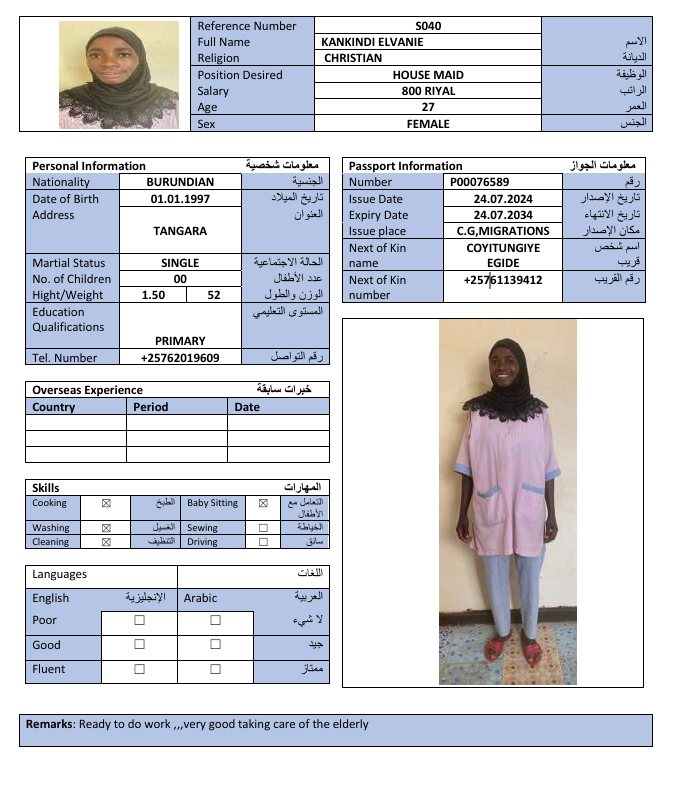 Reference Number S040
Full Name KANKINDI ELVANIE الاسم
Religion CHRISTIAN الديانة
Position Desired HOUSE MAID الوظيفة
Salary 800 RIYAL الراتب
Age 27 العمر
Sex FEMALE الجنس
Personal Information معلومات شخصية
Nationality BURUNDIAN الجنسية
Date of Birth 01.01.1997 تاريخ الميلاد
Address العنوان
TANGARA
Martial Status SINGLE الحالة الاجتماعية
No. of Children 00 عدد الأطفال
Hight/Weight 1.50 52 الوزن والطول
Education المستوى التعليمي
Qualifications
PRIMARY
Tel. Number +25762019609 رقم التواصل
Passport Information معلومات الجواز
Number P00076589 رقم
Issue Date 24.07.2024 تاريخ الإصدار
Expiry Date 24.07.2034 تاريخ الانتهاء
Issue place C.G,MIGRATIONS مكان الإصدار
Next of Kin COYITUNGIYE اسم شخص
name EGIDE قريب
Next of Kin +25761139412 رقم القريب
number
Overseas Experience خبرات سابقة
Country Period Date
Skills المهارات
Cooking ☒ الطبخ Baby Sitting ☒ التعامل مع
الأطفال
Washing ☒ الغسيل Sewing ☐ الخياطة
Cleaning ☒ التنظيف Driving ☐ سائق
Languages اللغات
English الإنجليزية Arabic العربية
Poor ☐ ☐ لا شيء
Good ☐ ☐ جيد
Fluent ☐ ☐ ممتاز
Remarks: Ready to do work ,,,very good taking care of the elderly